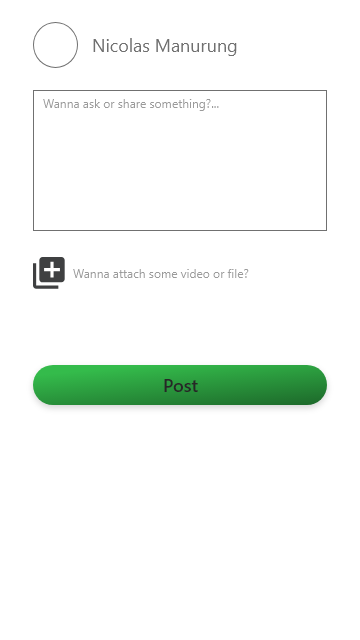 Nicolas Manurung
Wanna ask or share something?...
Wanna attach some video or file?
Post